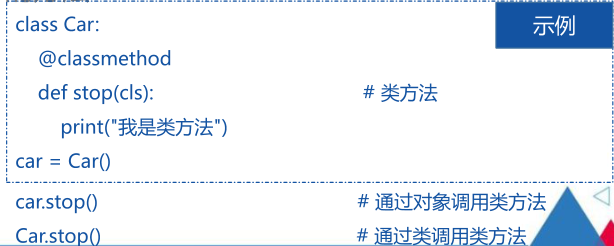 示例
class Car:
    @classmethod
    def stop(cls): # 类方法
        print("我是类方法")
car = Car()
car.stop() # 通过对象调用类方法
Car.stop() # 通过类调用类方法